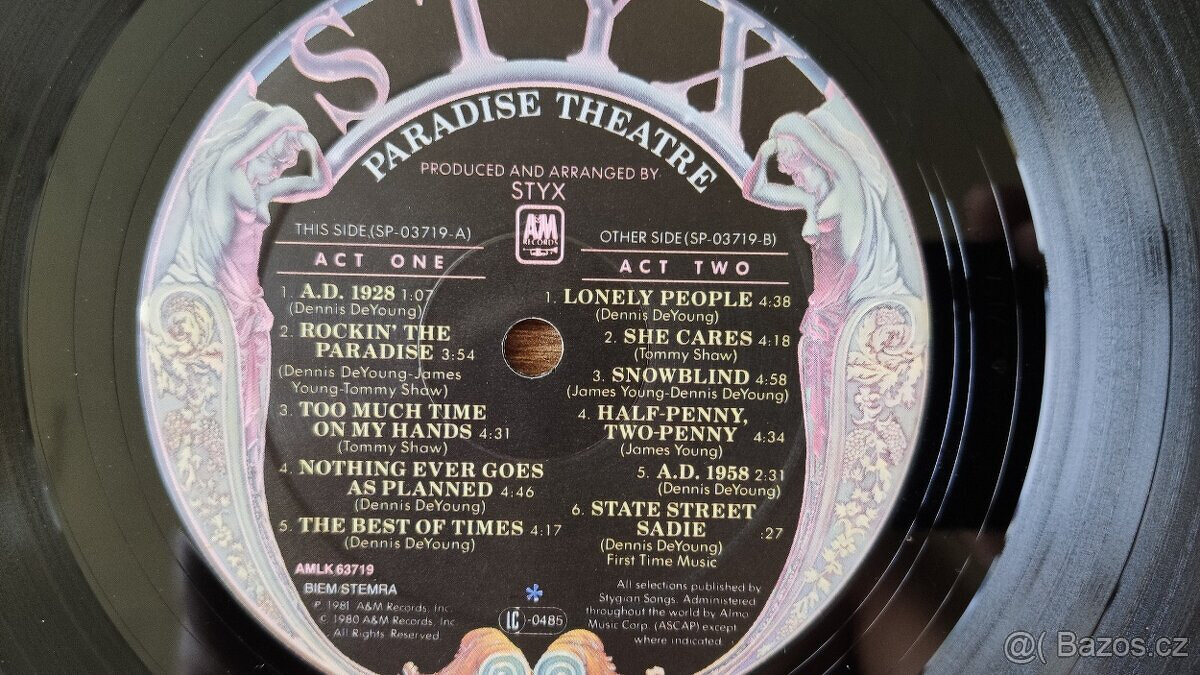 STYX
PARADISE THEATRE
PRODUCED AND ARRANGED BY
STYX
A&M
RECORDS
THIS SIDE (SP-03719-A)
ACT ONE
1. A.D. 1928 1:07
(Dennis DeYoung)
2. ROCKIN' THE
PARADISE 3:54
(Dennis DeYoung-James
Young-Tommy Shaw)
3. TOO MUCH TIME
ON MY HANDS 4:31
(Tommy Shaw)
4. NOTHING EVER GOES
AS PLANNED 4:46
(Dennis DeYoung)
5. THE BEST OF TIMES 4:17
(Dennis DeYoung)
AMLK 63719
BIEM/STEMRA
P. 1981 A&M Records, Inc.
© 1980 A&M Records, Inc.
All Rights Reserved.
OTHER SIDE (SP-03719-B)
ACT TWO
1. LONELY PEOPLE 4:38
(Dennis DeYoung)
2. SHE CARES 4:18
(Tommy Shaw)
3. SNOWBLIND 4:58
(James Young-Dennis DeYoung)
4. HALF-PENNY,
TWO-PENNY 4:34
(James Young)
5. A.D. 1958 2:31
(Dennis DeYoung)
6. STATE STREET
SADIE :27
(Dennis DeYoung)
First Time Music
All selections published by
Stygian Songs. Administered
throughout the world by Almo
Music Corp. (ASCAP) except
where indicated.
*
LC-0485
@( Bazos.cz